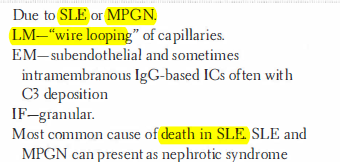 Due to SLE or MPGN.
LM—"wire looping" of capillaries.
EM—subendothelial and sometimes
intramembranous IgG-based ICs often with
C3 deposition
IF—granular.
Most common cause of death in SLE. SLE and
MPGN can present as nephrotic syndrome